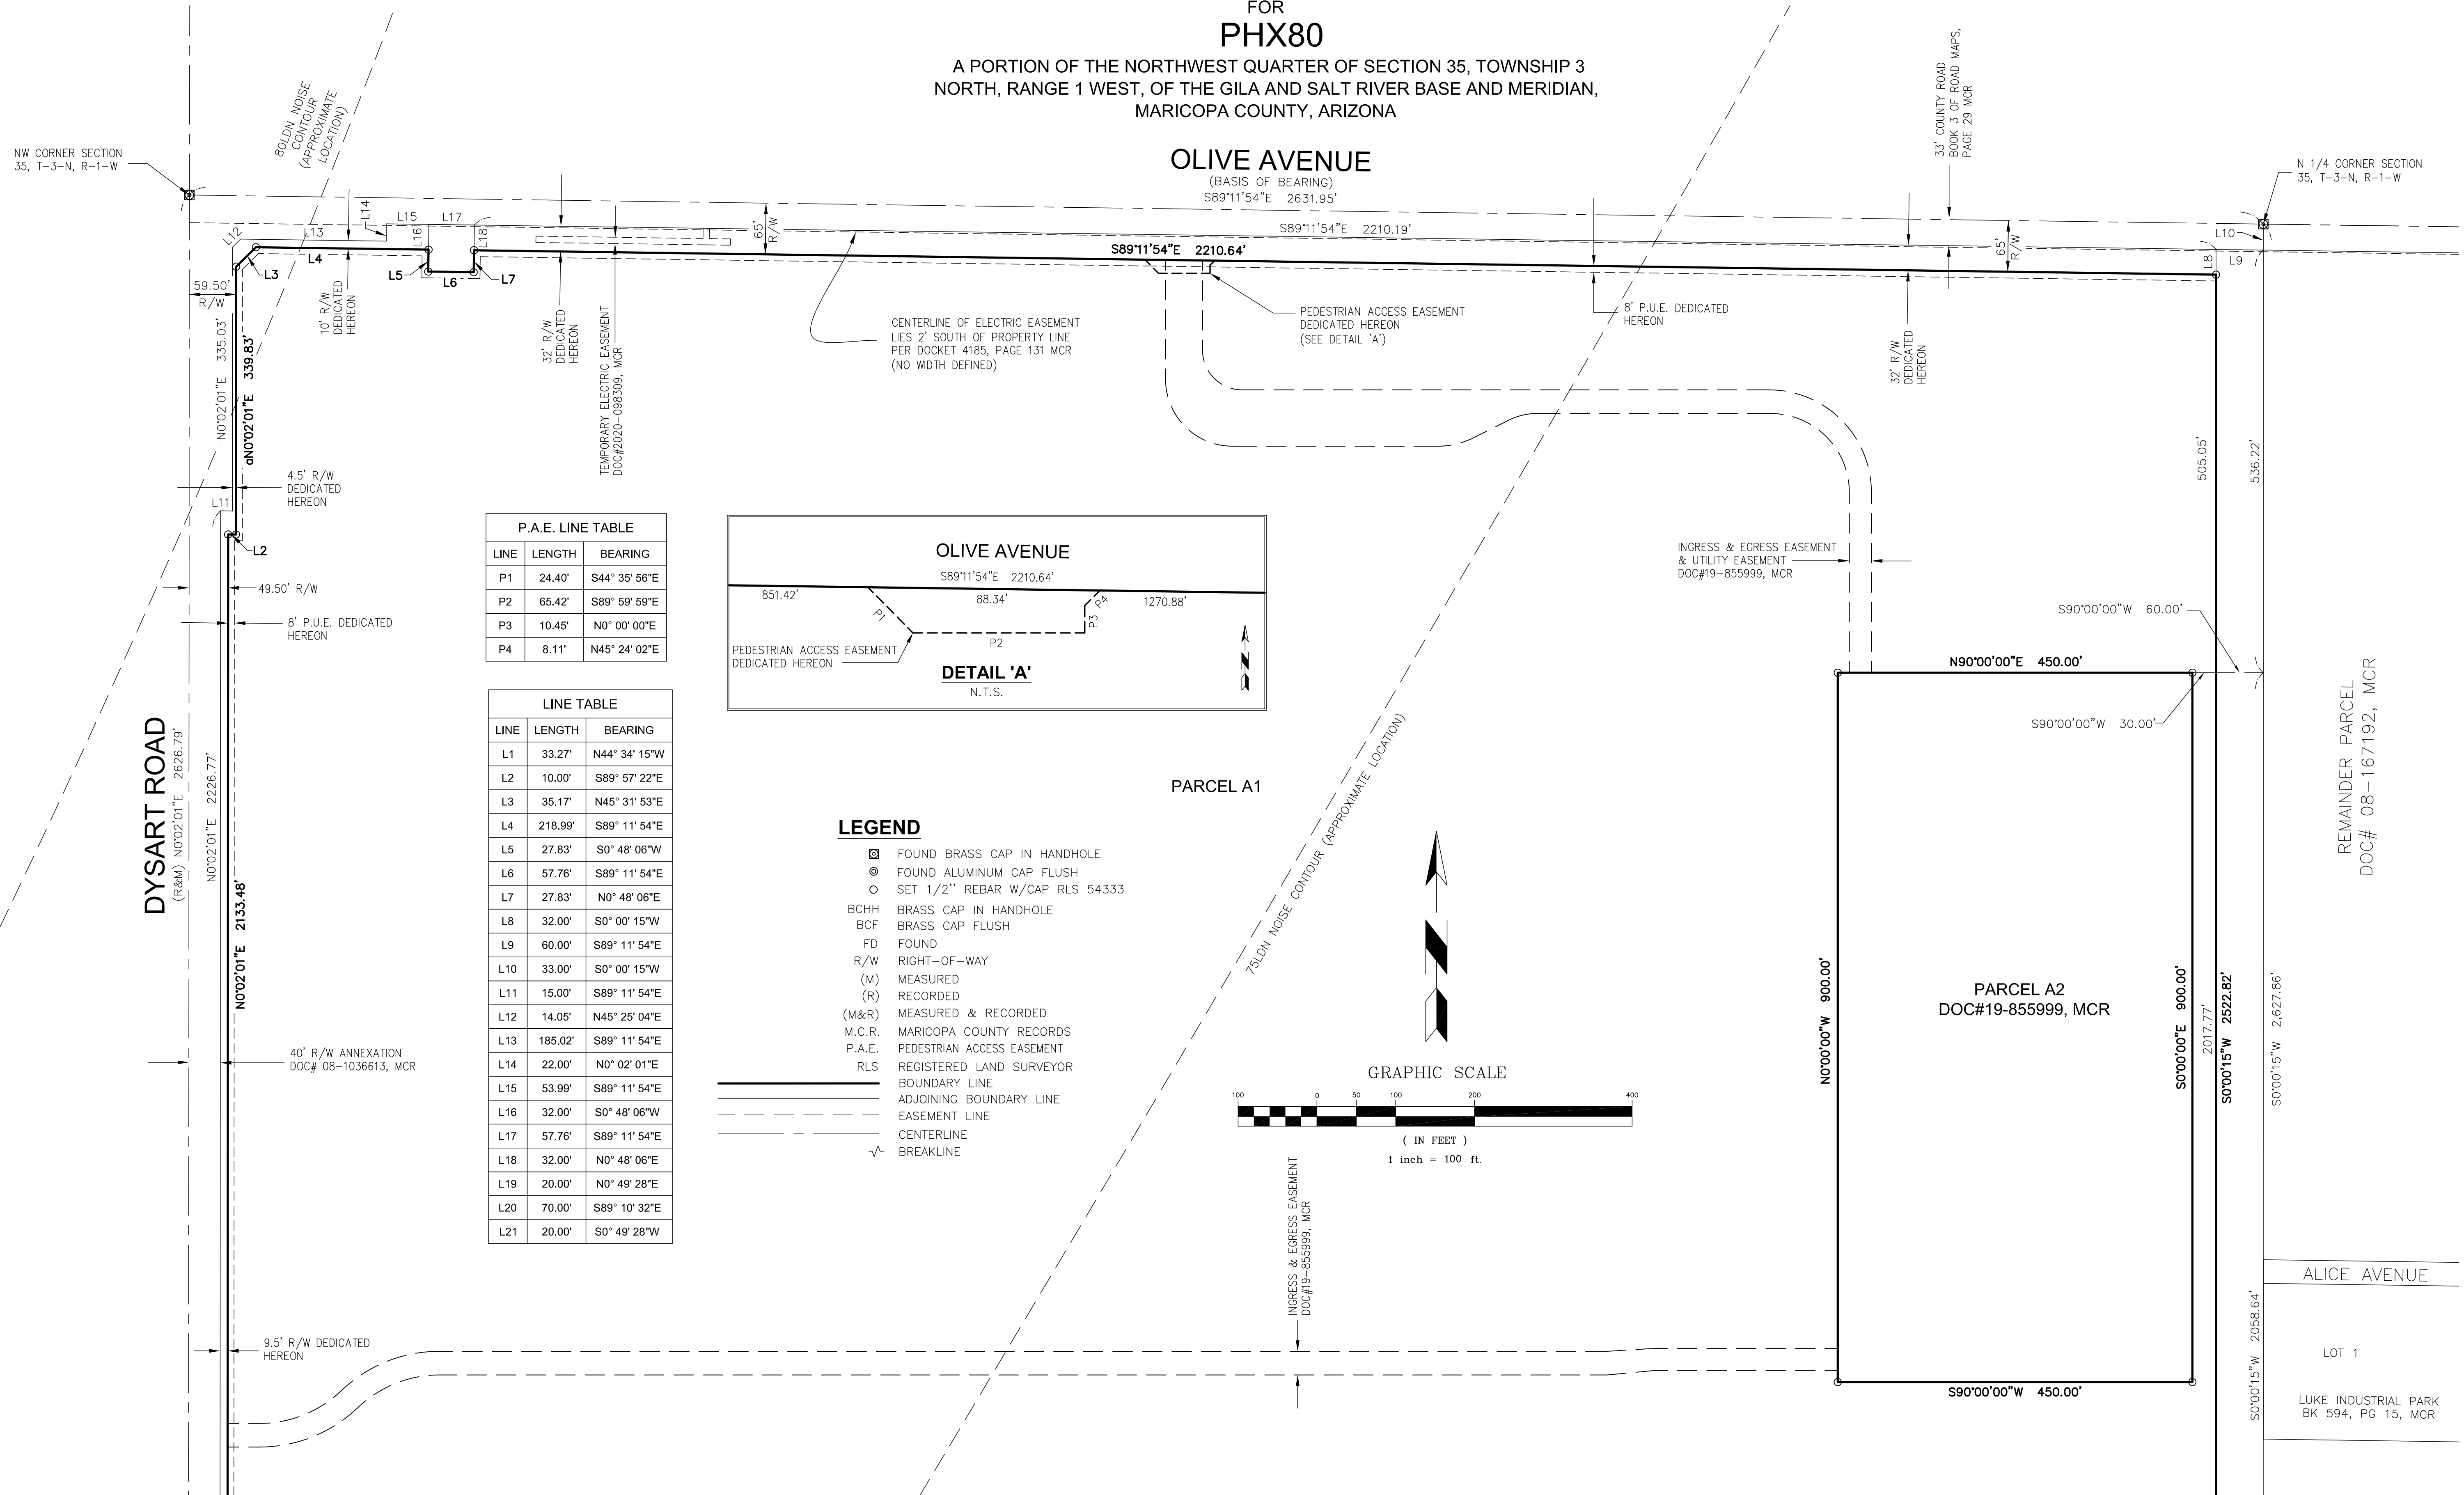 FOR
PHX80
A PORTION OF THE NORTHWEST QUARTER OF SECTION 35, TOWNSHIP 3
NORTH, RANGE 1 WEST, OF THE GILA AND SALT RIVER BASE AND MERIDIAN,
MARICOPA COUNTY, ARIZONA
OLIVE AVENUE
(BASIS OF BEARING)
S89°11'54"E 2631.95'
NW CORNER SECTION
35, T-3-N, R-1-W
80LDN NOISE
CONTOUR
(APPROXIMATE
LOCATION)
33' COUNTY ROAD
BOOK 3 OF ROAD MAPS,
PAGE 29 MCR
N 1/4 CORNER SECTION
35, T-3-N, R-1-W
L12
L13
L14
L15
L16
L17
L18
65'
R/W
S89°11'54"E 2210.19'
S89°11'54"E 2210.64'
65'
R/W
L10
L8
L9
L3
L4
L5
L6
L7
59.50'
R/W
10' R/W
DEDICATED
HEREON
32' R/W
DEDICATED
HEREON
TEMPORARY ELECTRIC EASEMENT
DOC#2020-098309, MCR
CENTERLINE OF ELECTRIC EASEMENT
LIES 2' SOUTH OF PROPERTY LINE
PER DOCKET 4185, PAGE 131 MCR
(NO WIDTH DEFINED)
PEDESTRIAN ACCESS EASEMENT
DEDICATED HEREON
(SEE DETAIL 'A')
8' P.U.E. DEDICATED
HEREON
32' R/W
DEDICATED
HEREON
N0°02'01"E 335.03'
aN0°02'01"E 339.83'
505.05'
536.22'
4.5' R/W
DEDICATED
HEREON
L11
L2
49.50' R/W
8' P.U.E. DEDICATED
HEREON
P.A.E. LINE TABLE
LINE LENGTH BEARING
P1 24.40' S44° 35' 56"E
P2 65.42' S89° 59' 59"E
P3 10.45' N0° 00' 00"E
P4 8.11' N45° 24' 02"E
OLIVE AVENUE
S89°11'54"E 2210.64'
851.42'
88.34'
1270.88'
P1
P2
P3
P4
PEDESTRIAN ACCESS EASEMENT
DEDICATED HEREON
DETAIL 'A'
N.T.S.
N
INGRESS & EGRESS EASEMENT
& UTILITY EASEMENT
DOC#19-855999, MCR
S90°00'00"W 60.00'
N90°00'00"E 450.00'
S90°00'00"W 30.00'
REMAINDER PARCEL
DOC# 08-167192, MCR
DYSART ROAD
(R&M) N0°02'01"E 2626.79'
N0°02'01"E 2226.77'
N0°02'01"E 2133.48'
LINE TABLE
LINE LENGTH BEARING
L1 33.27' N44° 34' 15"W
L2 10.00' S89° 57' 22"E
L3 35.17' N45° 31' 53"E
L4 218.99' S89° 11' 54"E
L5 27.83' S0° 48' 06"W
L6 57.76' S89° 11' 54"E
L7 27.83' N0° 48' 06"E
L8 32.00' S0° 00' 15"W
L9 60.00' S89° 11' 54"E
L10 33.00' S0° 00' 15"W
L11 15.00' S89° 11' 54"E
L12 14.05' N45° 25' 04"E
L13 185.02' S89° 11' 54"E
L14 22.00' N0° 02' 01"E
L15 53.99' S89° 11' 54"E
L16 32.00' S0° 48' 06"W
L17 57.76' S89° 11' 54"E
L18 32.00' N0° 48' 06"E
L19 20.00' N0° 49' 28"E
L20 70.00' S89° 10' 32"E
L21 20.00' S0° 49' 28"W
PARCEL A1
75LDN NOISE CONTOUR (APPROXIMATE LOCATION)
LEGEND
FOUND BRASS CAP IN HANDHOLE
FOUND ALUMINUM CAP FLUSH
SET 1/2'' REBAR W/CAP RLS 54333
BCHH BRASS CAP IN HANDHOLE
BCF BRASS CAP FLUSH
FD FOUND
R/W RIGHT-OF-WAY
(M) MEASURED
(R) RECORDED
(M&R) MEASURED & RECORDED
M.C.R. MARICOPA COUNTY RECORDS
P.A.E. PEDESTRIAN ACCESS EASEMENT
RLS REGISTERED LAND SURVEYOR
BOUNDARY LINE
ADJOINING BOUNDARY LINE
EASEMENT LINE
CENTERLINE
BREAKLINE
N
GRAPHIC SCALE
100 0 50 100 200 400
( IN FEET )
1 inch = 100 ft.
N0°00'00"W 900.00'
PARCEL A2
DOC#19-855999, MCR
S0°00'00"E 900.00'
2017.77'
S0°00'15"W 2522.82'
S0°00'15"W 2,627.86'
40' R/W ANNEXATION
DOC# 08-1036613, MCR
INGRESS & EGRESS EASEMENT
DOC#19-855999, MCR
9.5' R/W DEDICATED
HEREON
S90°00'00"W 450.00'
S0°00'15"W 2058.64'
ALICE AVENUE
LOT 1
LUKE INDUSTRIAL PARK
BK 594, PG 15, MCR